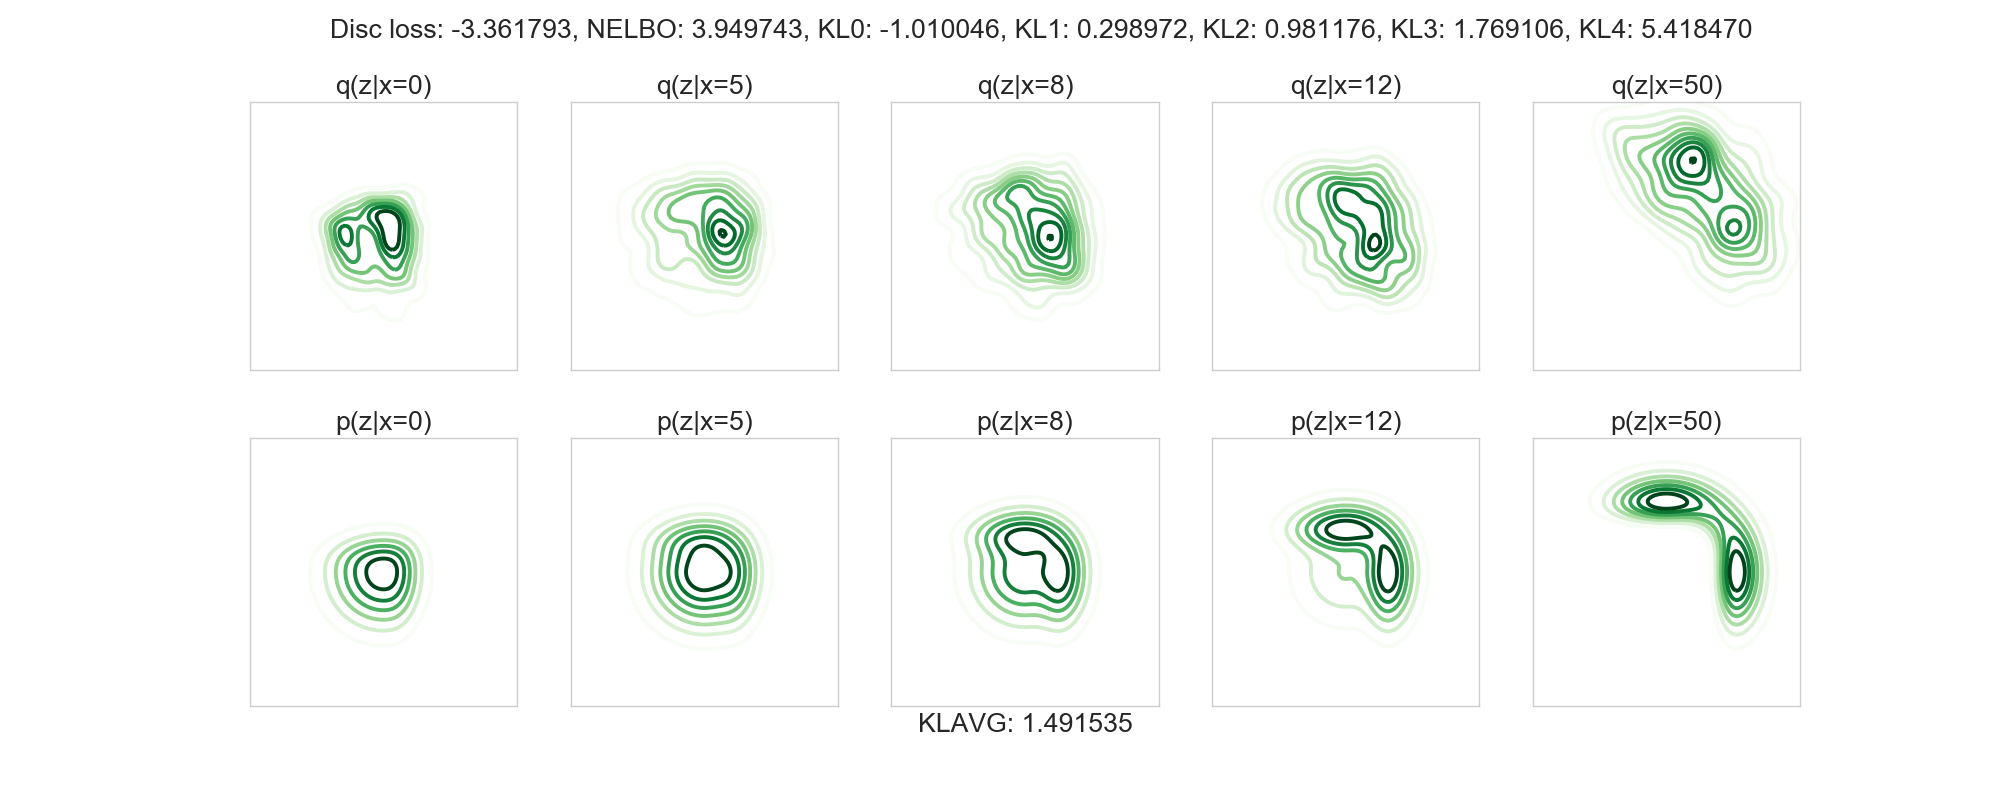 Disc loss: -3.361793, NELBO: 3.949743, KL0: -1.010046, KL1: 0.298972, KL2: 0.981176, KL3: 1.769106, KL4: 5.418470
q(z|x=0) q(z|x=5) q(z|x=8) q(z|x=12) q(z|x=50)
p(z|x=0) p(z|x=5) p(z|x=8) p(z|x=12) p(z|x=50)
KLAVG: 1.491535